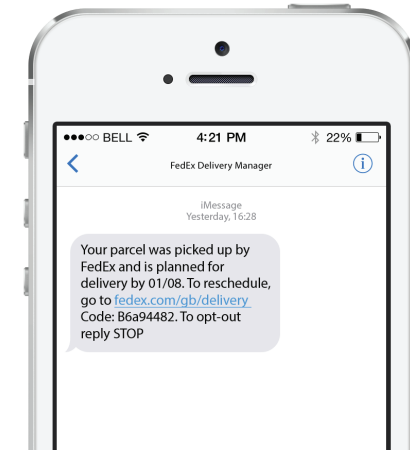 BELL 4:21 PM 22%
FedEx Delivery Manager
i
iMessage
Yesterday, 16:28
Your parcel was picked up by
FedEx and is planned for
delivery by 01/08. To reschedule,
go to fedex.com/gb/delivery
Code: B6a94482. To opt-out
reply STOP